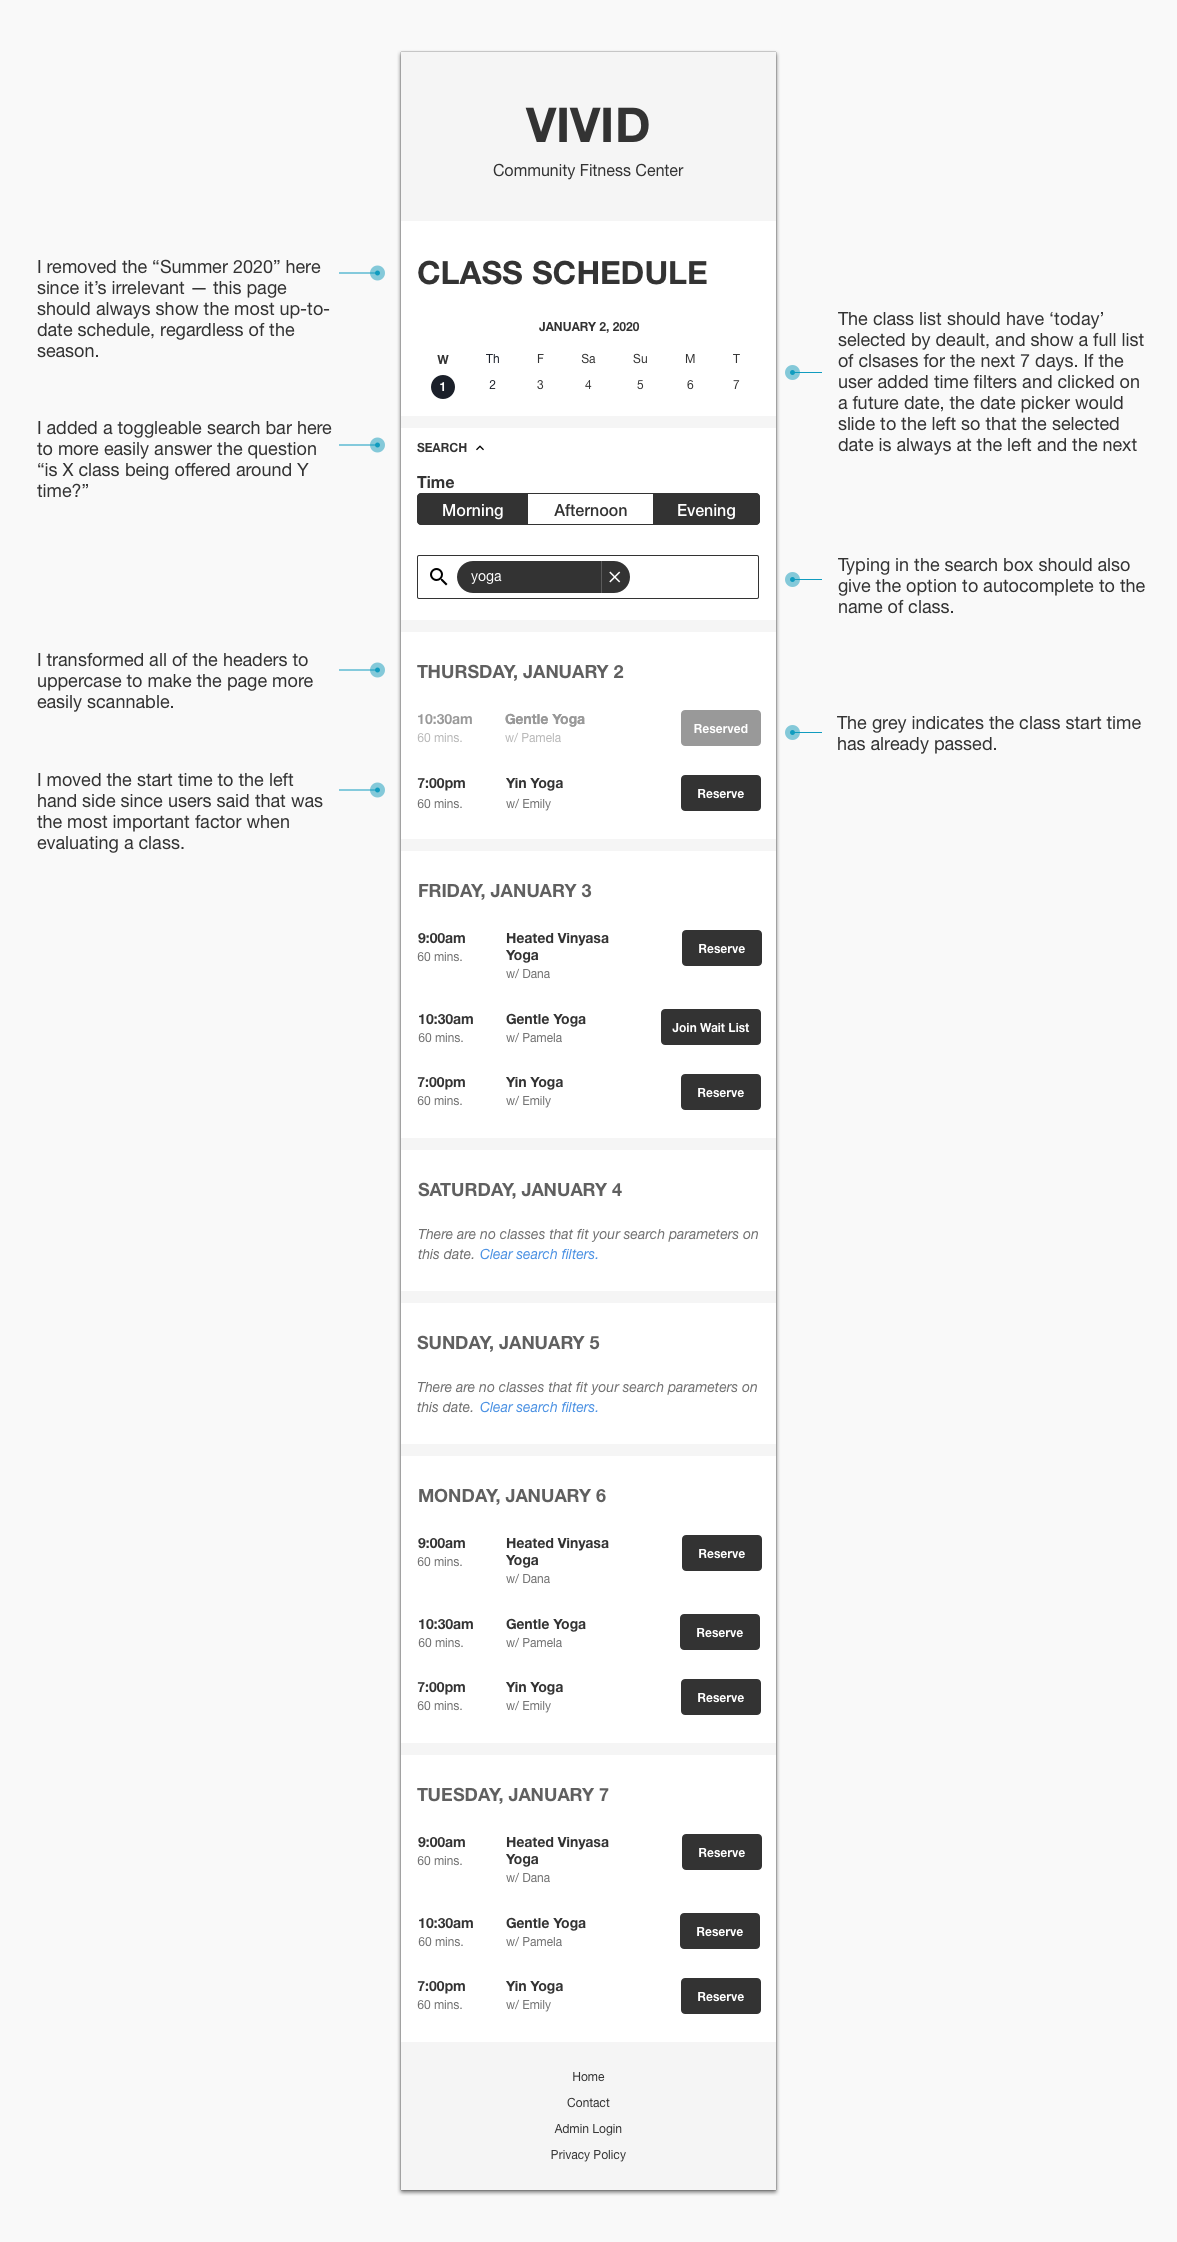 VIVID
Community Fitness Center
I removed the “Summer 2020” here
since it’s irrelevant — this page
should always show the most up-to-
date schedule, regardless of the
season.
CLASS SCHEDULE
JANUARY 2, 2020
W Th F Sa Su M T
1 2 3 4 5 6 7
The class list should have ‘today’
selected by deault, and show a full list
of clsases for the next 7 days. If the
user added time filters and clicked on
a future date, the date picker would
slide to the left so that the selected
date is always at the left and the next
I added a toggleable search bar here
to more easily answer the question
“is X class being offered around Y
time?”
SEARCH
Time
Morning Afternoon Evening
yoga
Typing in the search box should also
give the option to autocomplete to the
name of class.
I transformed all of the headers to
uppercase to make the page more
easily scannable.
THURSDAY, JANUARY 2
10:30am Gentle Yoga Reserved
60 mins. w/ Pamela
The grey indicates the class start time
has already passed.
I moved the start time to the left
hand side since users said that was
the most important factor when
evaluating a class.
7:00pm Yin Yoga Reserve
60 mins. w/ Emily
FRIDAY, JANUARY 3
9:00am Heated Vinyasa Reserve
60 mins. Yoga
w/ Dana
10:30am Gentle Yoga Join Wait List
60 mins. w/ Pamela
7:00pm Yin Yoga Reserve
60 mins. w/ Emily
SATURDAY, JANUARY 4
There are no classes that fit your search parameters on
this date. Clear search filters.
SUNDAY, JANUARY 5
There are no classes that fit your search parameters on
this date. Clear search filters.
MONDAY, JANUARY 6
9:00am Heated Vinyasa Reserve
60 mins. Yoga
w/ Dana
10:30am Gentle Yoga Reserve
60 mins. w/ Pamela
7:00pm Yin Yoga Reserve
60 mins. w/ Emily
TUESDAY, JANUARY 7
9:00am Heated Vinyasa Reserve
60 mins. Yoga
w/ Dana
10:30am Gentle Yoga Reserve
60 mins. w/ Pamela
7:00pm Yin Yoga Reserve
60 mins. w/ Emily
Home
Contact
Admin Login
Privacy Policy